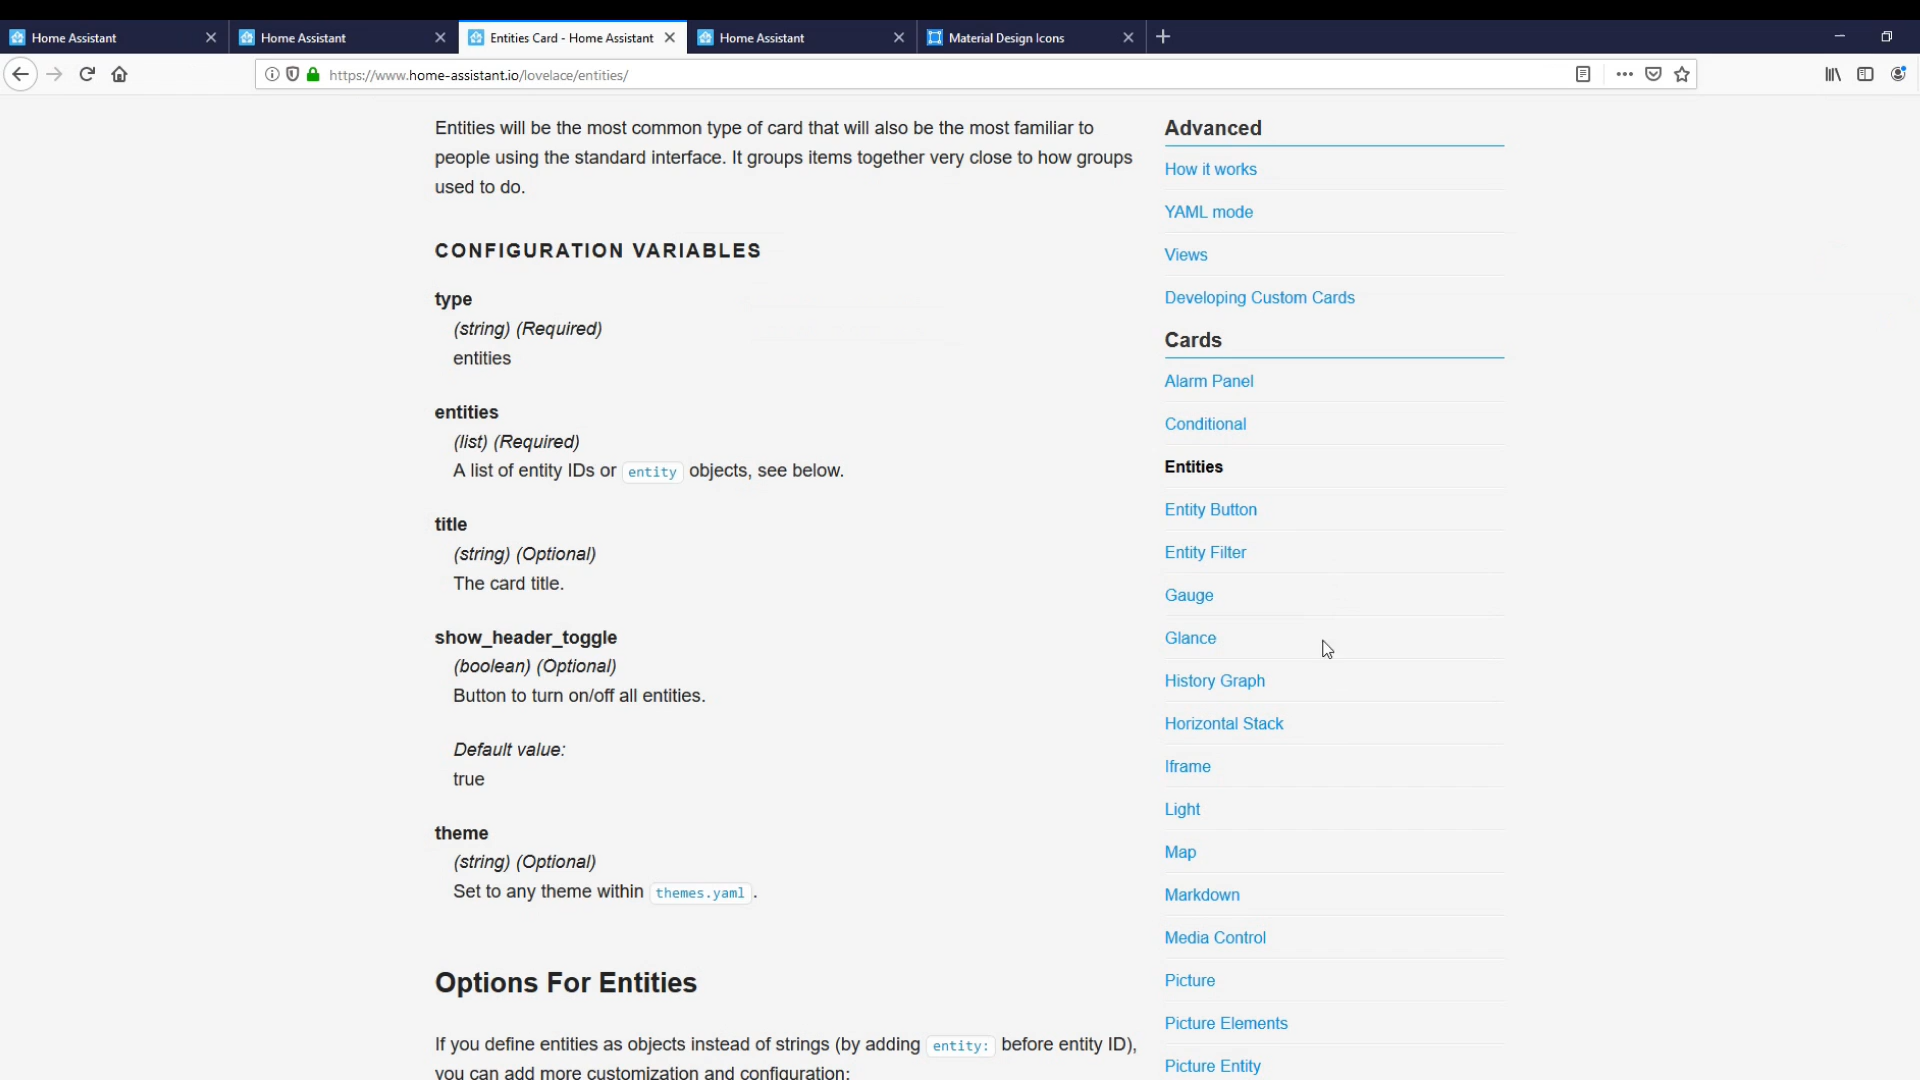 Home Assistant
Home Assistant
Entities Card - Home Assistant
Home Assistant
Material Design Icons
https://www.home-assistant.io/lovelace/entities/
Entities will be the most common type of card that will also be the most familiar to
people using the standard interface. It groups items together very close to how groups
used to do.
CONFIGURATION VARIABLES
type
(string) (Required)
entities
entities
(list) (Required)
A list of entity IDs or entity objects, see below.
title
(string) (Optional)
The card title.
show_header_toggle
(boolean) (Optional)
Button to turn on/off all entities.
Default value:
true
theme
(string) (Optional)
Set to any theme within themes.yaml.
Options For Entities
If you define entities as objects instead of strings (by adding entity: before entity ID),
you can add more customization and configuration:
Advanced
How it works
YAML mode
Views
Developing Custom Cards
Cards
Alarm Panel
Conditional
Entities
Entity Button
Entity Filter
Gauge
Glance
History Graph
Horizontal Stack
Iframe
Light
Map
Markdown
Media Control
Picture
Picture Elements
Picture Entity